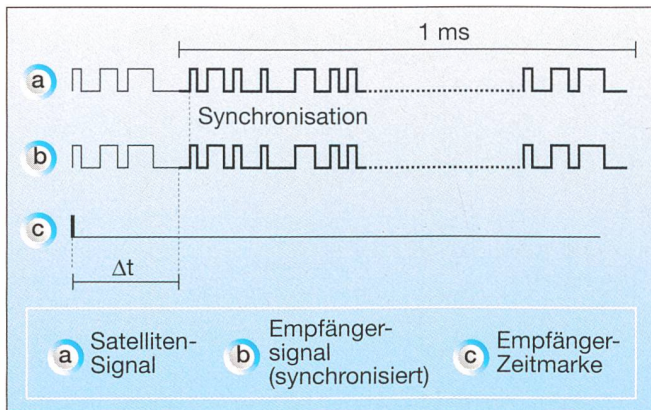 1 ms
a
Synchronisation
b
c
Δt
a Satelliten-
Signal
b Empfänger-
signal
(synchronisiert)
c Empfänger-
Zeitmarke